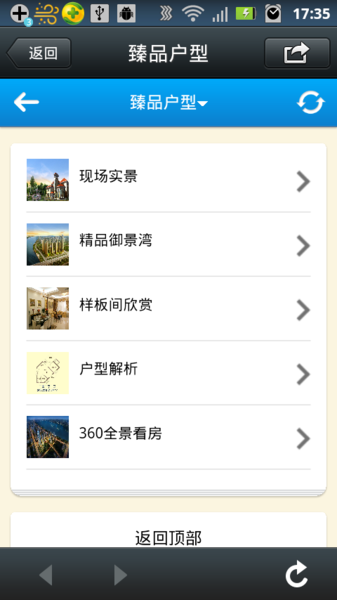 17:35
返回
臻品户型
臻品户型
现场实景
精品御景湾
样板间欣赏
户型解析
360全景看房
返回顶部